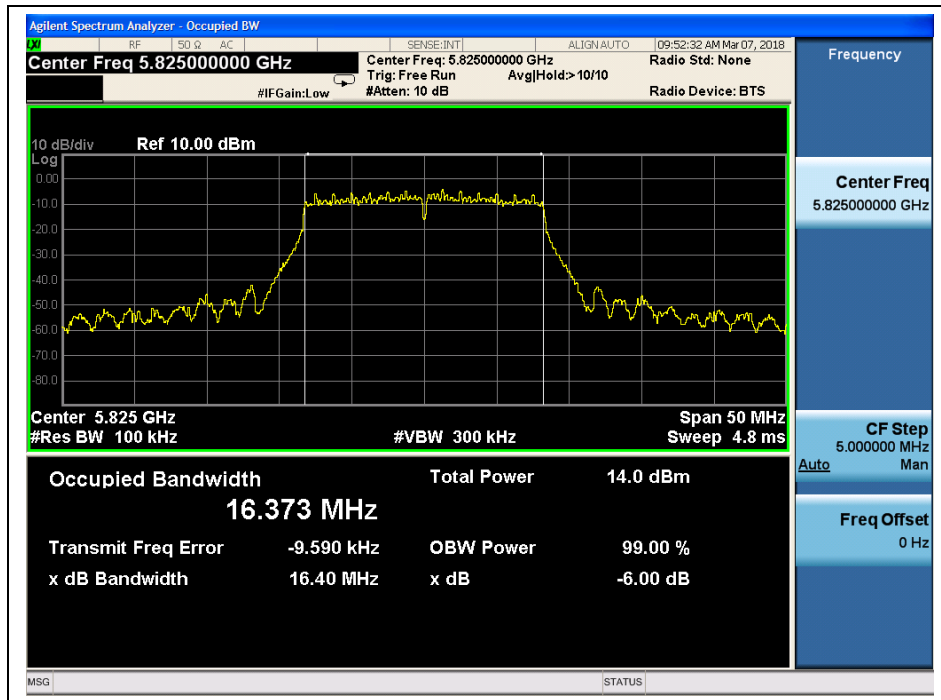 Agilent Spectrum Analyzer - Occupied BW
LXI RF 50 Ω AC SENSE:INT ALIGN AUTO 09:52:32 AM Mar 07, 2018
Center Freq 5.825000000 GHz
Center Freq: 5.825000000 GHz Radio Std: None
Trig: Free Run Avg|Hold:>10/10
#IFGain:Low #Atten: 10 dB Radio Device: BTS
10 dB/div Ref 10.00 dBm
Log
0.00
-10.0
-20.0
-30.0
-40.0
-50.0
-60.0
-70.0
-80.0
Center 5.825 GHz Span 50 MHz
#Res BW 100 kHz #VBW 300 kHz Sweep 4.8 ms
Occupied Bandwidth Total Power 14.0 dBm
16.373 MHz
Transmit Freq Error -9.590 kHz OBW Power 99.00 %
x dB Bandwidth 16.40 MHz x dB -6.00 dB
MSG STATUS
Frequency
Center Freq
5.825000000 GHz
CF Step
5.000000 MHz
Auto Man
Freq Offset
0 Hz